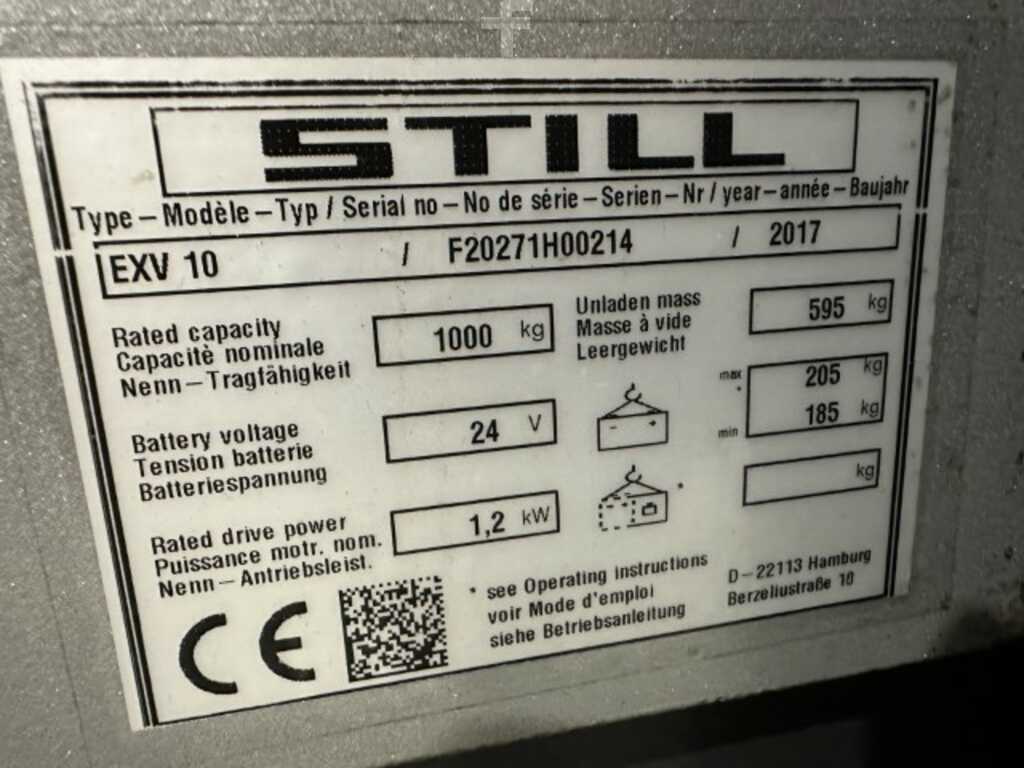 STILL
Type – Modèle – Typ / Serial no – No de série – Serien – Nr / year – année – Baujahr
EXV 10 / F20271H00214 / 2017
Rated capacity
Capacitè nominale
Nenn – Tragfähigkeit
1000 kg
Unladen mass
Masse à vide
Leergewicht
595 kg
Battery voltage
Tension batterie
Batteriespannung
24 V
- +
max
*
min
205 kg
185 kg
Rated drive power
Puissance motr. nom.
Nenn – Antriebsleist.
1,2 kW
*
kg
CE
* see Operating instructions
voir Mode d'emploi
siehe Betriebsanleitung
D – 22113 Hamburg
Berzeliustraße 10